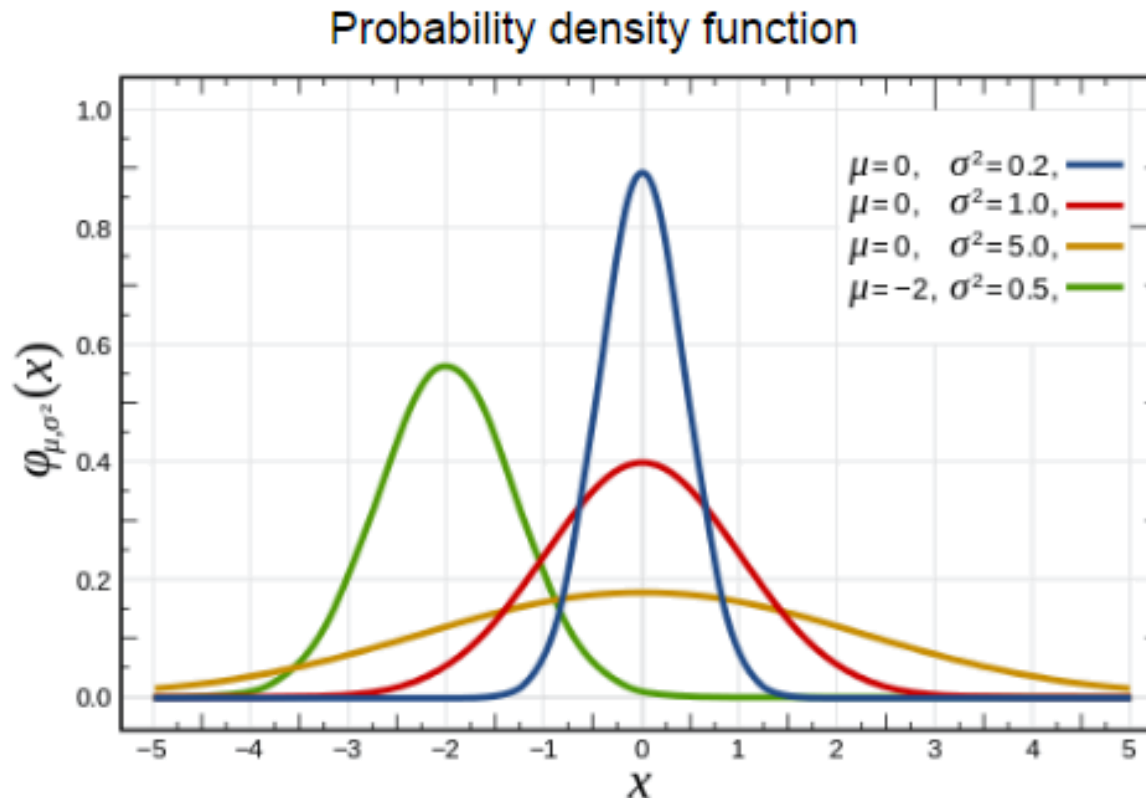 Probability density function
1.0
0.8
0.6
0.4
0.2
0.0
φμ,σ²(x)
μ=0, σ²=0.2,
μ=0, σ²=1.0,
μ=0, σ²=5.0,
μ=−2, σ²=0.5,
−5 −4 −3 −2 −1 0 1 2 3 4 5
x